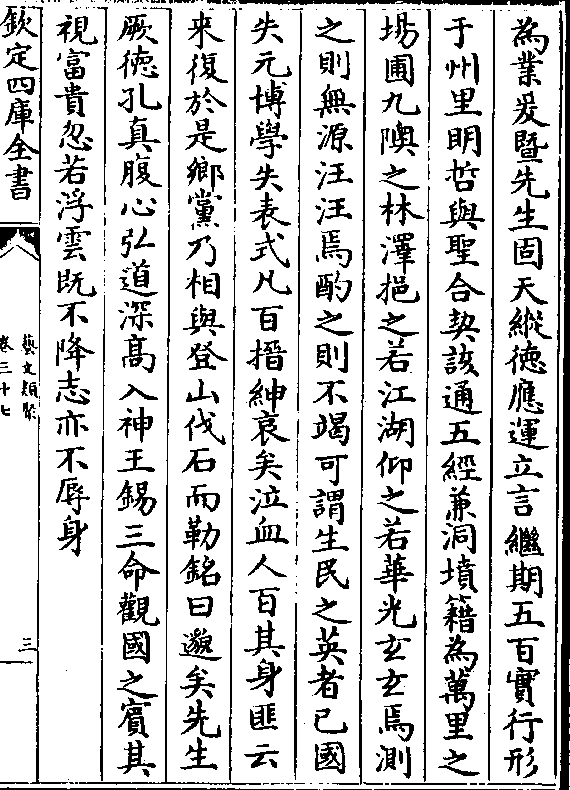 為業爰暨先生固天縱徳應運立言繼期五百實行形
于州里明哲與聖合契該通五經兼洞墳籍為萬里之
場圃九隩之林澤挹之若江湖仰之若華光玄玄焉測
之則無源汪汪焉酌之則不竭可謂生民之英者已國
失元博學失表式凡百搢紳哀矣泣血人百其身匪云
来復於是鄉黨乃相與登山伐石而勒銘曰邈矣先生
厥徳孔真腹心弘道深髙入神王錫三命觀國之賓其
視富貴忽若浮雲既不降志亦不辱身
欽定四庫全書
藝文類聚
卷三十七
三